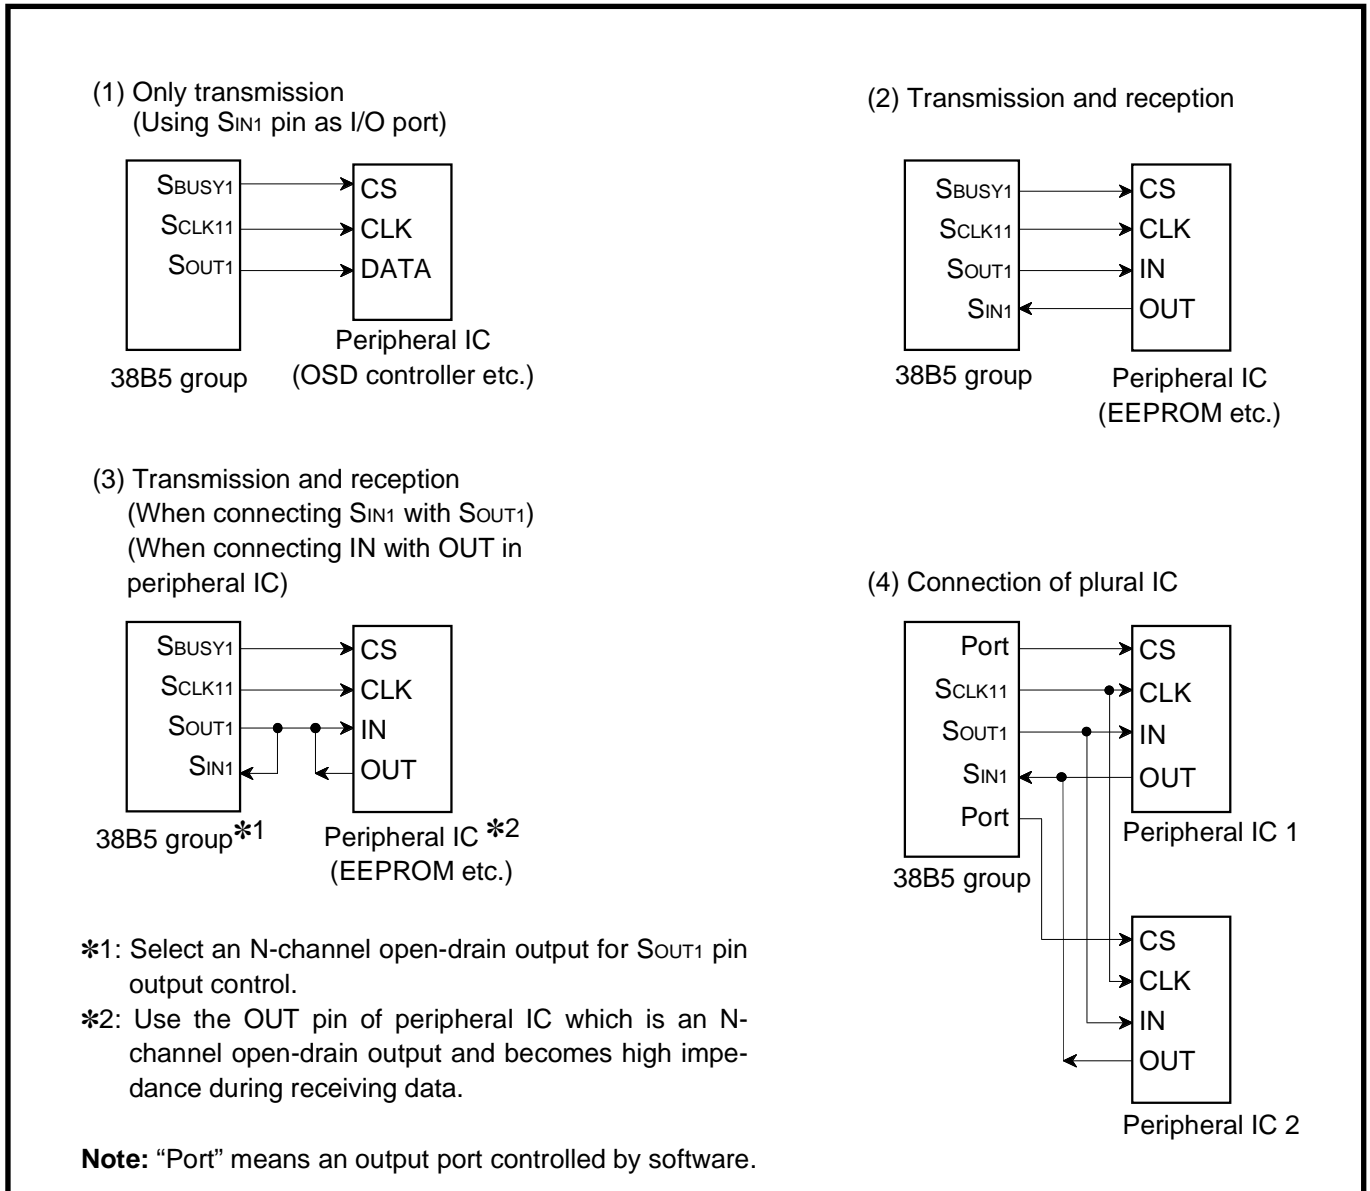 (1) Only transmission
(Using SIN1 pin as I/O port)
SBUSY1
SCLK11
SOUT1
CS
CLK
DATA
38B5 group
Peripheral IC
(OSD controller etc.)
(2) Transmission and reception
SBUSY1
SCLK11
SOUT1
SIN1
CS
CLK
IN
OUT
38B5 group
Peripheral IC
(EEPROM etc.)
(3) Transmission and reception
(When connecting SIN1 with SOUT1)
(When connecting IN with OUT in
peripheral IC)
SBUSY1
SCLK11
SOUT1
SIN1
CS
CLK
IN
OUT
38B5 group✽1
Peripheral IC ✽2
(EEPROM etc.)
(4) Connection of plural IC
Port
SCLK11
SOUT1
SIN1
Port
CS
CLK
IN
OUT
38B5 group
Peripheral IC 1
CS
CLK
IN
OUT
Peripheral IC 2
✽1: Select an N-channel open-drain output for SOUT1 pin
output control.
✽2: Use the OUT pin of peripheral IC which is an N-
channel open-drain output and becomes high impe-
dance during receiving data.
Note: “Port” means an output port controlled by software.